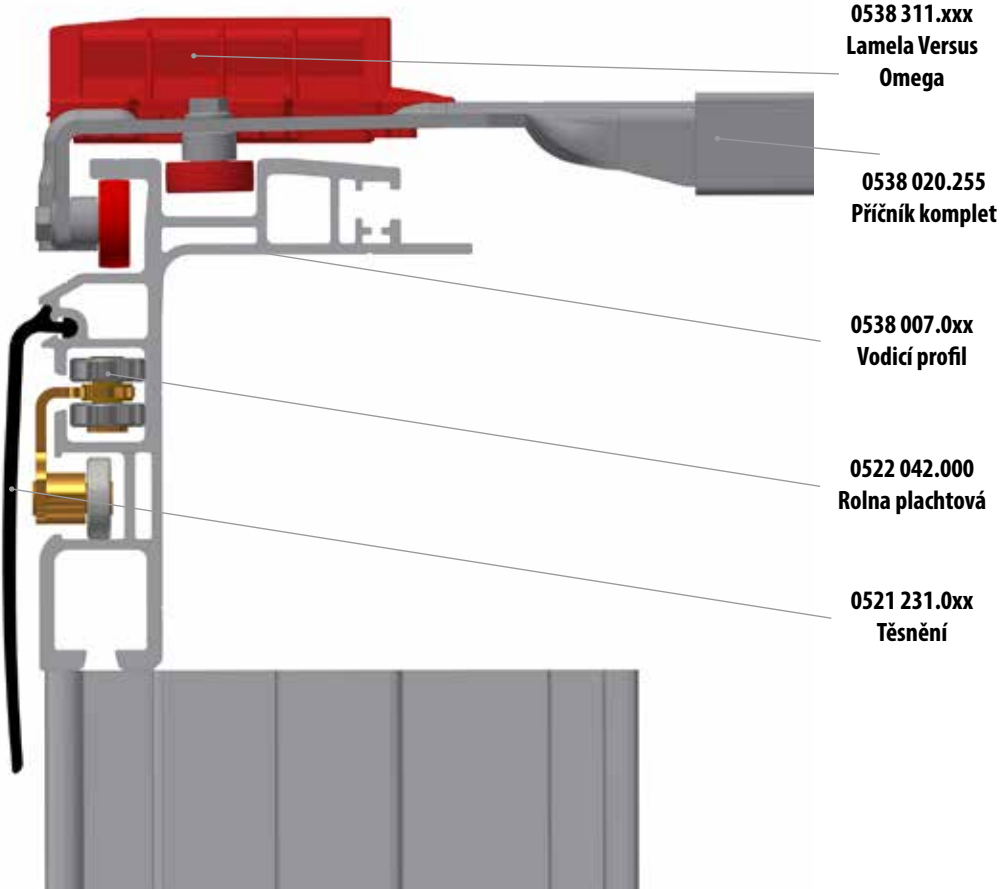 0538 311.xxx
Lamela Versus
Omega
0538 020.255
Příčník komplet
0538 007.0xx
Vodicí profil
0522 042.000
Rolna plachtová
0521 231.0xx
Těsnění